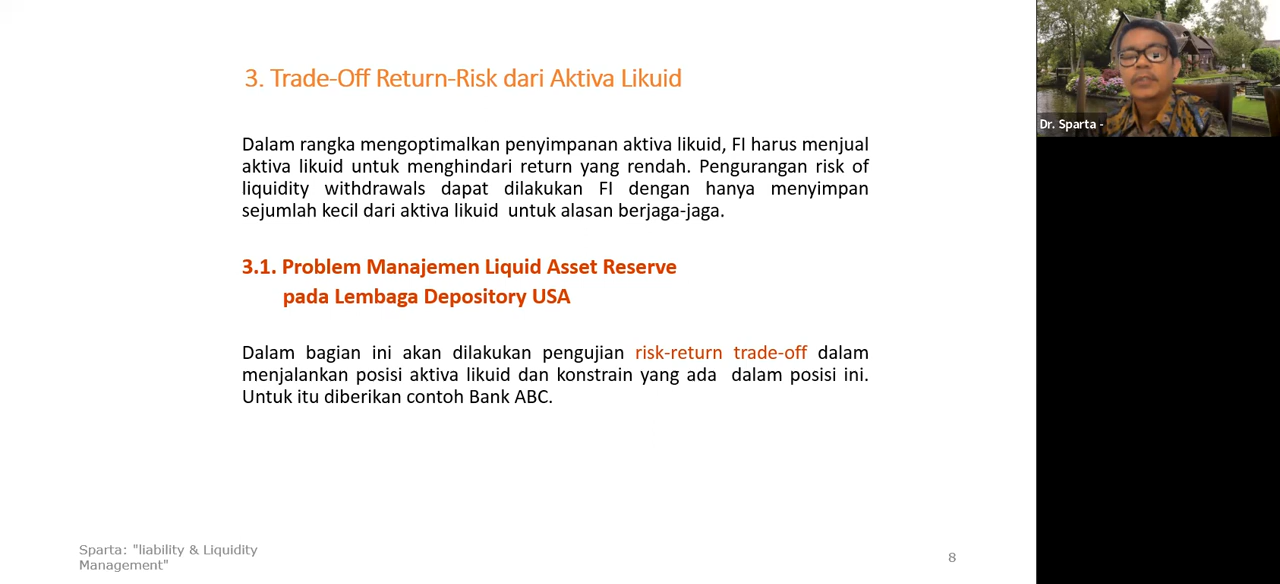 3. Trade-Off Return-Risk dari Aktiva Likuid
Dalam rangka mengoptimalkan penyimpanan aktiva likuid, FI harus menjual
aktiva likuid untuk menghindari return yang rendah. Pengurangan risk of
liquidity withdrawals dapat dilakukan FI dengan hanya menyimpan
sejumlah kecil dari aktiva likuid untuk alasan berjaga-jaga.
3.1. Problem Manajemen Liquid Asset Reserve
pada Lembaga Depository USA
Dalam bagian ini akan dilakukan pengujian risk-return trade-off dalam
menjalankan posisi aktiva likuid dan konstrain yang ada dalam posisi ini.
Untuk itu diberikan contoh Bank ABC.
Sparta: "liability & Liquidity
Management"
8
Dr. Sparta -